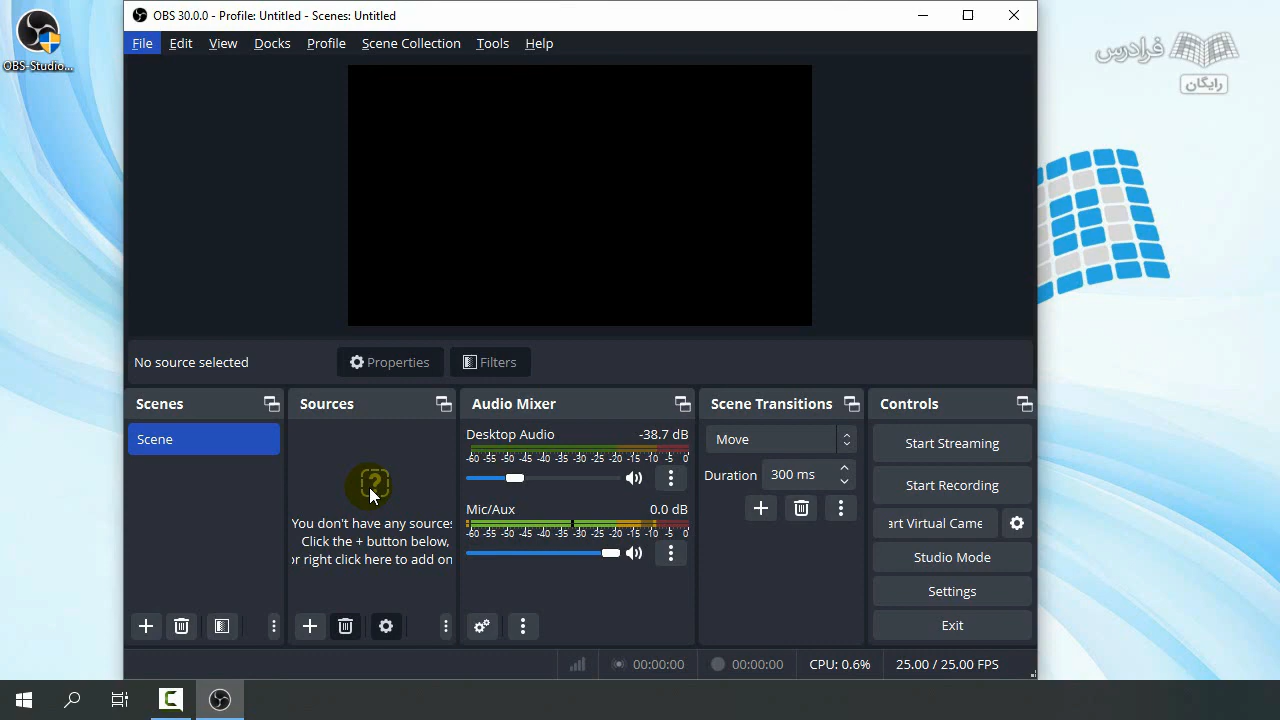 OBS 30.0.0 - Profile: Untitled - Scenes: Untitled
File Edit View Docks Profile Scene Collection Tools Help
OBS-Studio...
فرادرس
رایگان
No source selected
Properties
Filters
Scenes
Sources
Audio Mixer
Scene Transitions
Controls
Scene
You don't have any sources
Click the + button below,
or right click here to add on
?
Desktop Audio -38.7 dB
-60 -55 -50 -45 -40 -35 -30 -25 -20 -15 -10 -5 0
Mic/Aux 0.0 dB
-60 -55 -50 -45 -40 -35 -30 -25 -20 -15 -10 -5 0
Move
Duration 300 ms
Start Streaming
Start Recording
art Virtual Came
Studio Mode
Settings
Exit
00:00:00
00:00:00
CPU: 0.6%
25.00 / 25.00 FPS